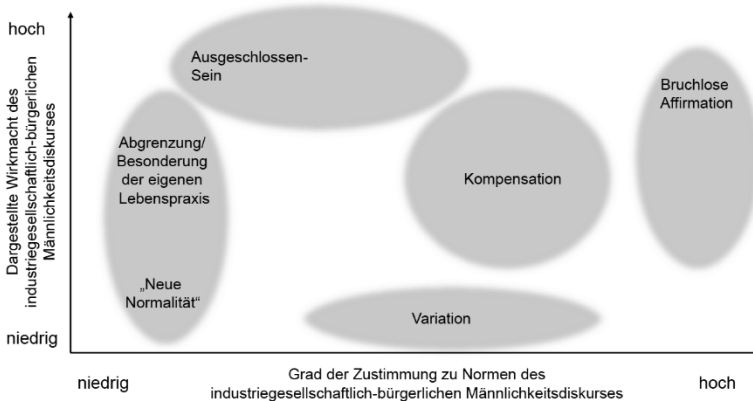 hoch
Dargestellte Wirkmacht des
industriegesellschaftlich-bürgerlichen
Männlichkeitsdiskurses
niedrig
Ausgeschlossen-
Sein
Abgrenzung/
Besonderung
der eigenen
Lebenspraxis
„Neue
Normalität“
Kompensation
Bruchlose
Affirmation
Variation
niedrig
Grad der Zustimmung zu Normen des
industriegesellschaftlich-bürgerlichen Männlichkeitsdiskurses
hoch